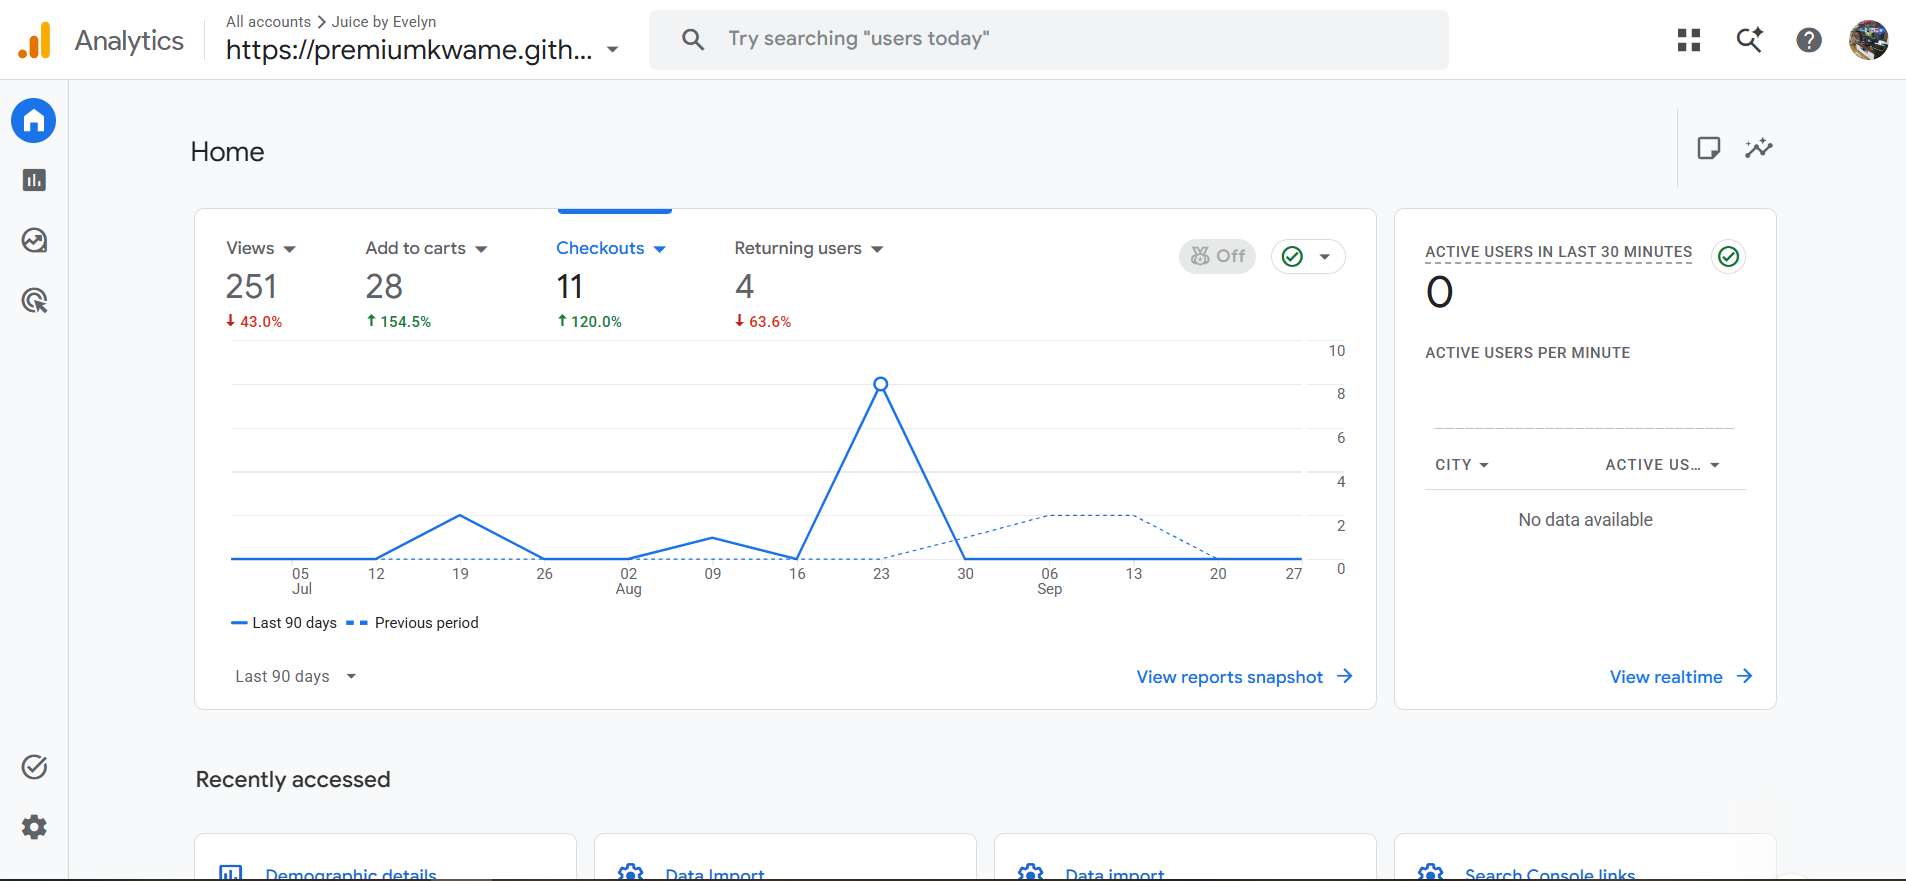 Analytics
All accounts > Juice by Evelyn
https://premiumkwame.gith...
Try searching "users today"
Home
Views
251
43.0%
Add to carts
28
154.5%
Checkouts
11
120.0%
Returning users
4
63.6%
Off
10
8
6
4
2
0
05 Jul
12
19
26
02 Aug
09
16
23
30
06 Sep
13
20
27
Last 90 days
Previous period
Last 90 days
View reports snapshot
ACTIVE USERS IN LAST 30 MINUTES
0
ACTIVE USERS PER MINUTE
CITY
ACTIVE US...
No data available
View realtime
Recently accessed
Demographic details
Data Import
Data import
Search Console links